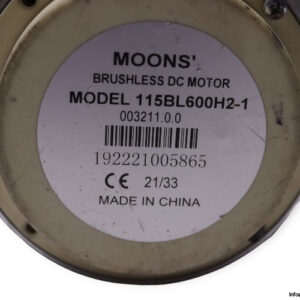 MOONS'
BRUSHLESS DC MOTOR
MODEL 115BL600H2-1
003211.0.0
192221005865
CE 21/33
MADE IN CHINA